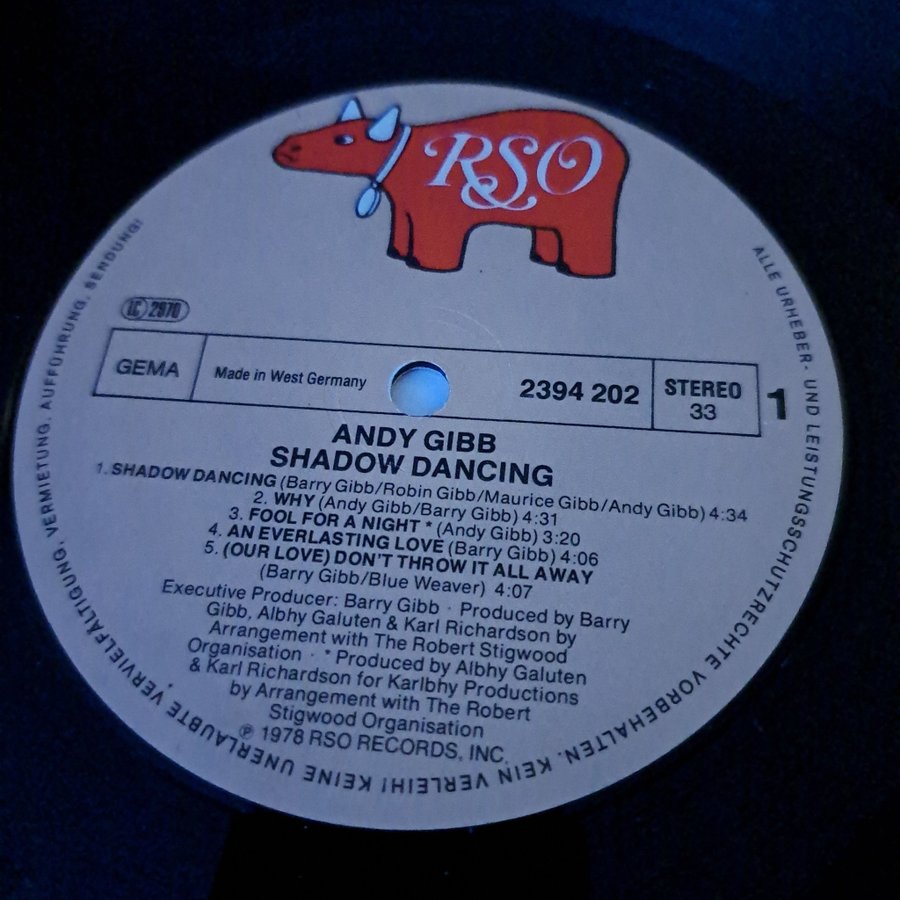 RSO
LC 2970
GEMA
Made in West Germany
2394 202
STEREO
33
1
ANDY GIBB
SHADOW DANCING
1. SHADOW DANCING (Barry Gibb/Robin Gibb/Maurice Gibb/Andy Gibb) 4:34
2. WHY (Andy Gibb/Barry Gibb) 4:31
3. FOOL FOR A NIGHT * (Andy Gibb) 3:20
4. AN EVERLASTING LOVE (Barry Gibb) 4:06
5. (OUR LOVE) DON'T THROW IT ALL AWAY
(Barry Gibb/Blue Weaver) 4:07
Executive Producer: Barry Gibb · Produced by Barry
Gibb, Albhy Galuten & Karl Richardson by
Arrangement with The Robert Stigwood
Organisation · * Produced by Albhy Galuten
& Karl Richardson for Karlbhy Productions
by Arrangement with The Robert
Stigwood Organisation
℗ 1978 RSO RECORDS, INC.
ALLE URHEBER- UND LEISTUNGSSCHUTZRECHTE VORBEHALTEN. KEIN VERLEIH! KEINE UNERLAUBTE VERVIELFÄLTIGUNG, VERMIETUNG, AUFFÜHRUNG, SENDUNG!